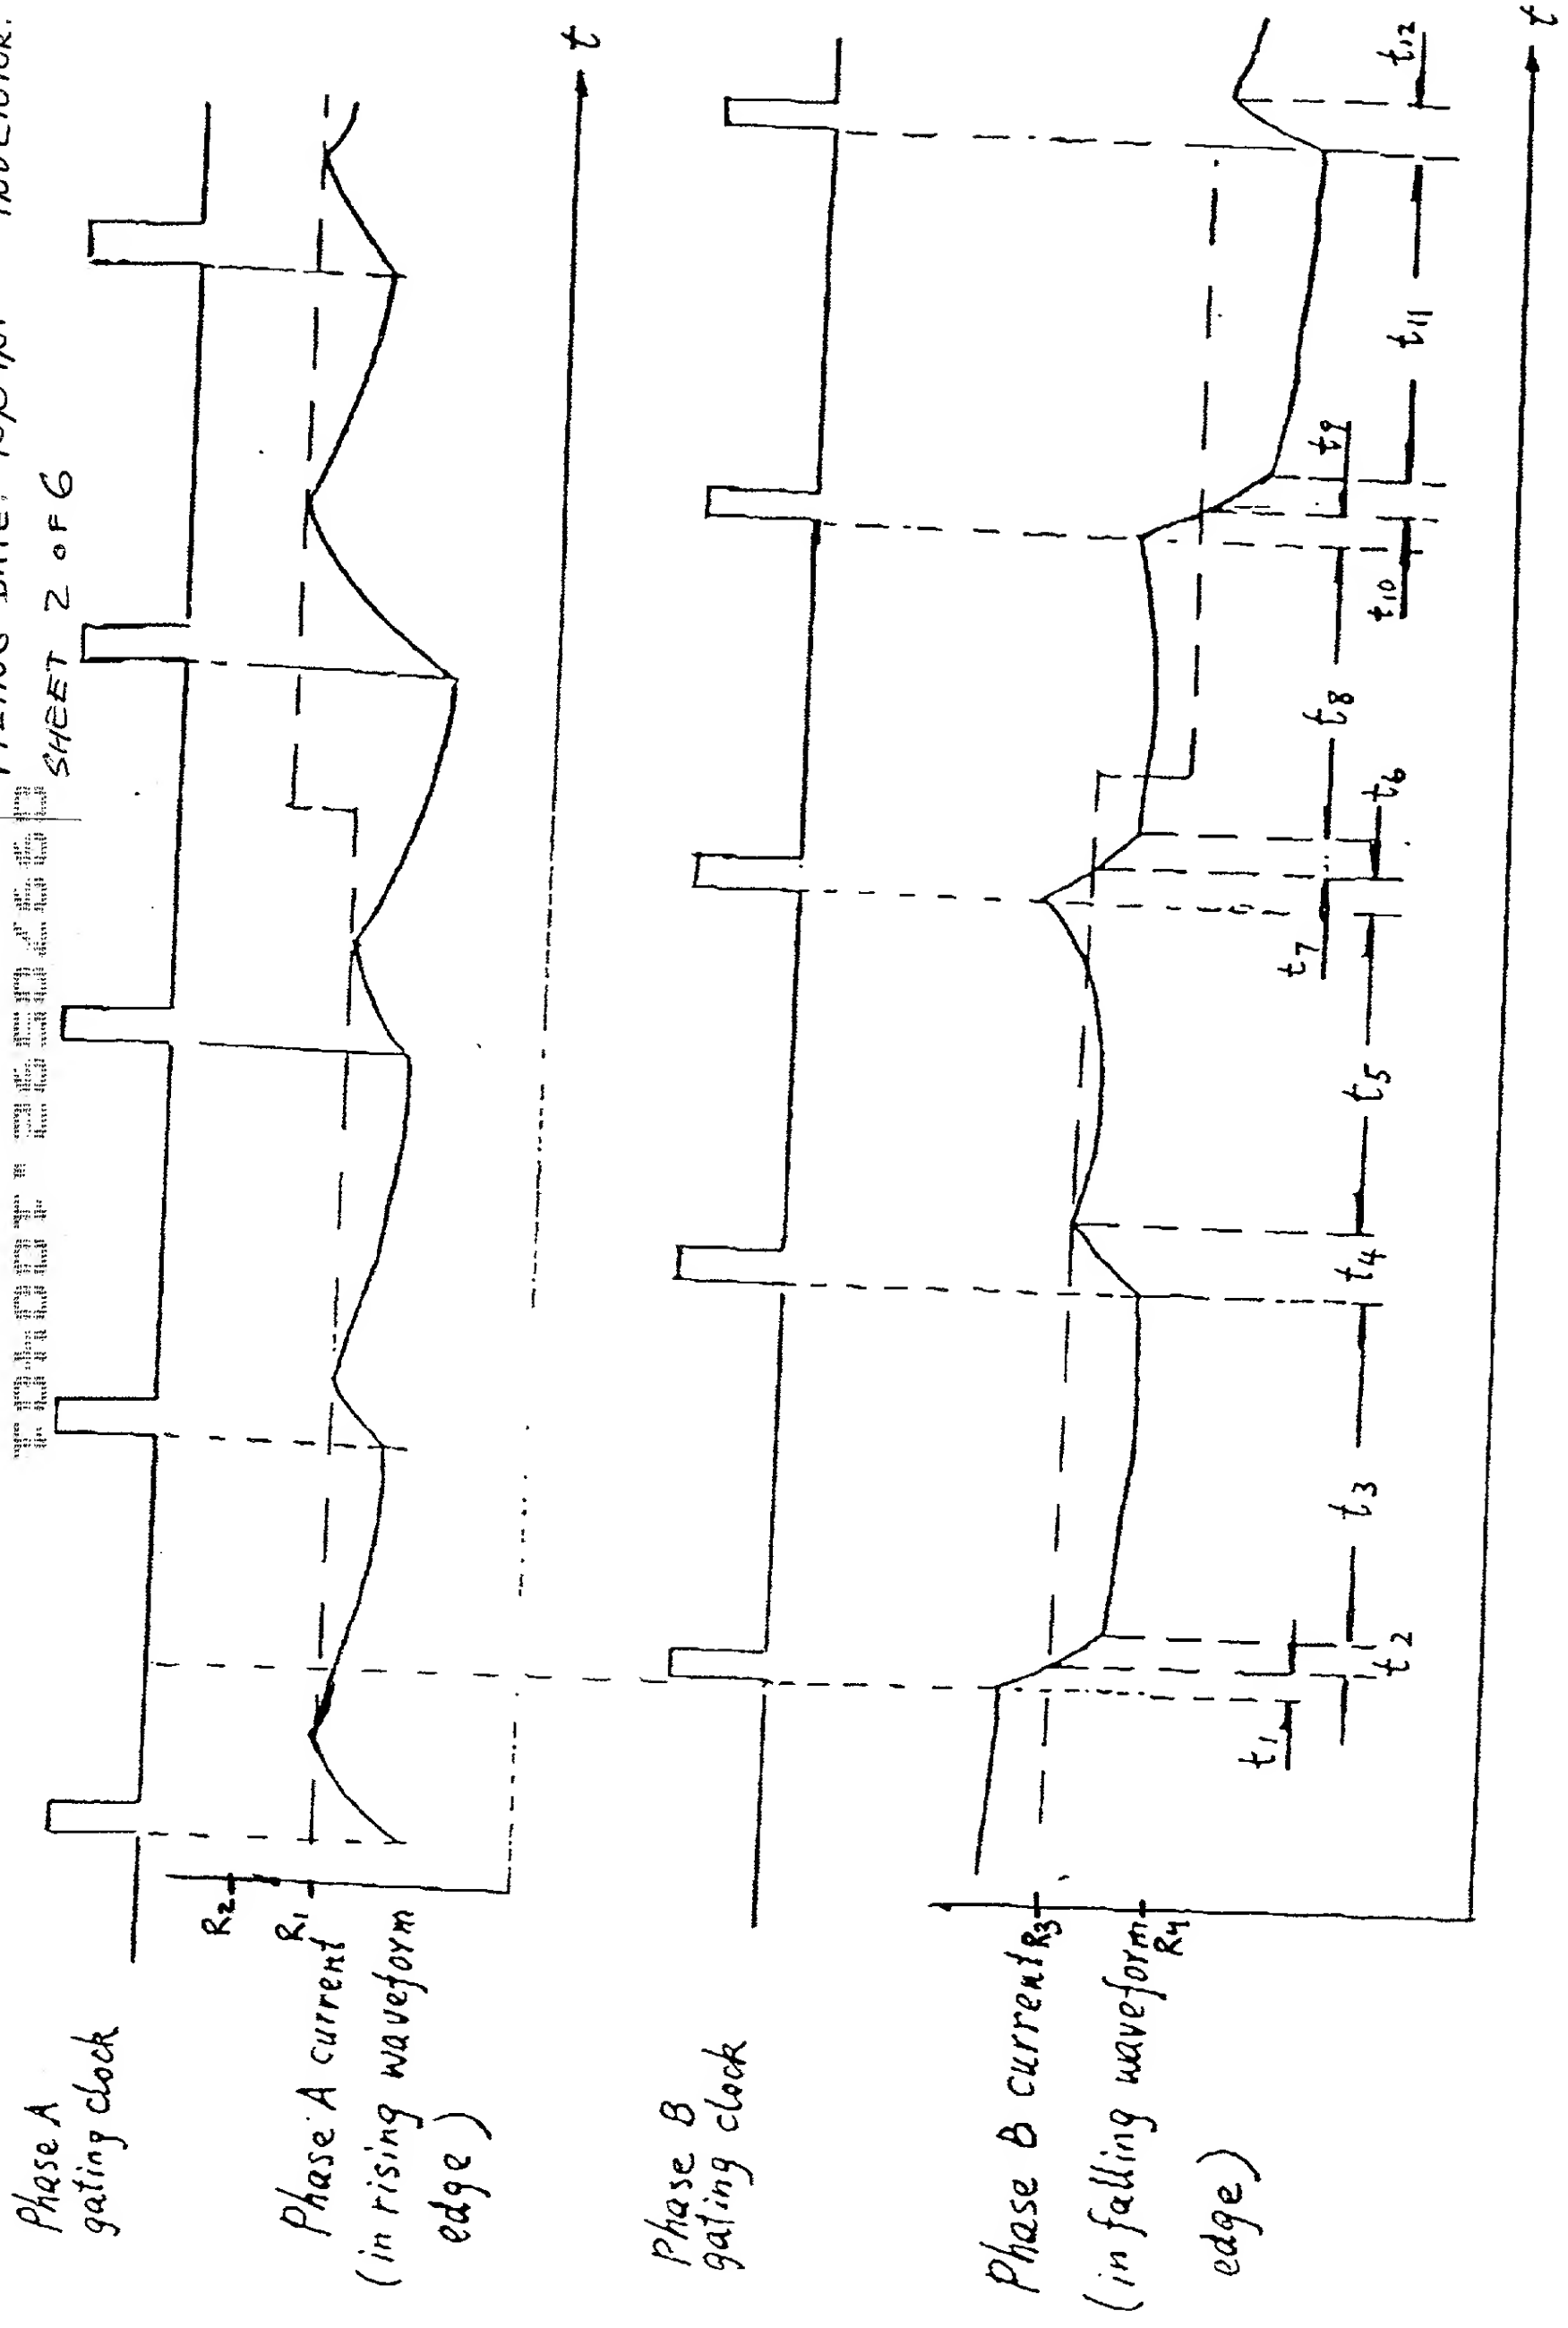 SHEET 2 OF 6
Phase A
gating clock
R2
R1
Phase A current
(in rising waveform
edge)
t
Phase B
gating clock
Phase B current
(in falling waveform
edge)
R3
R4
t1
t2
t3
t4
t5
t6
t7
t8
t9
t10
t11
t12
t